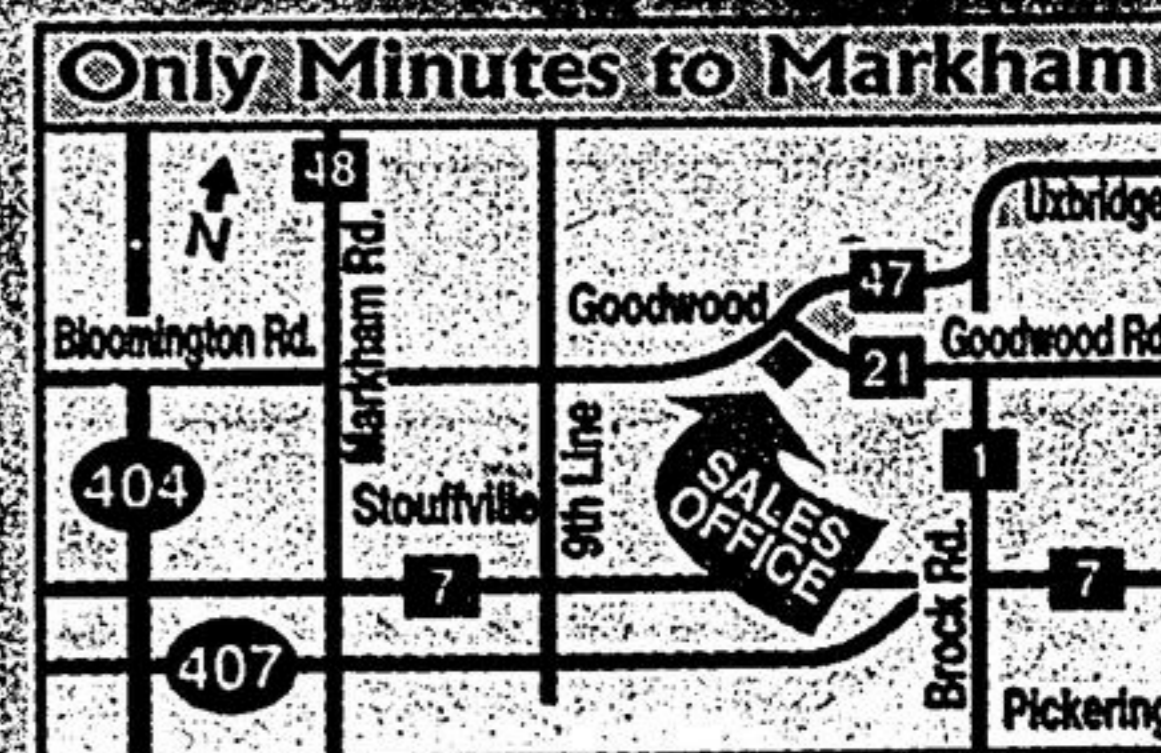 Only Minutes to Markham
N
48
Markham Rd.
Uxbridge
47
Goodwood
Bloomington Rd.
Goodwood Rd
21
9th Line
1
404
SALES
OFFICE
Stouffville
7
Brock Rd.
7
407
Pickering